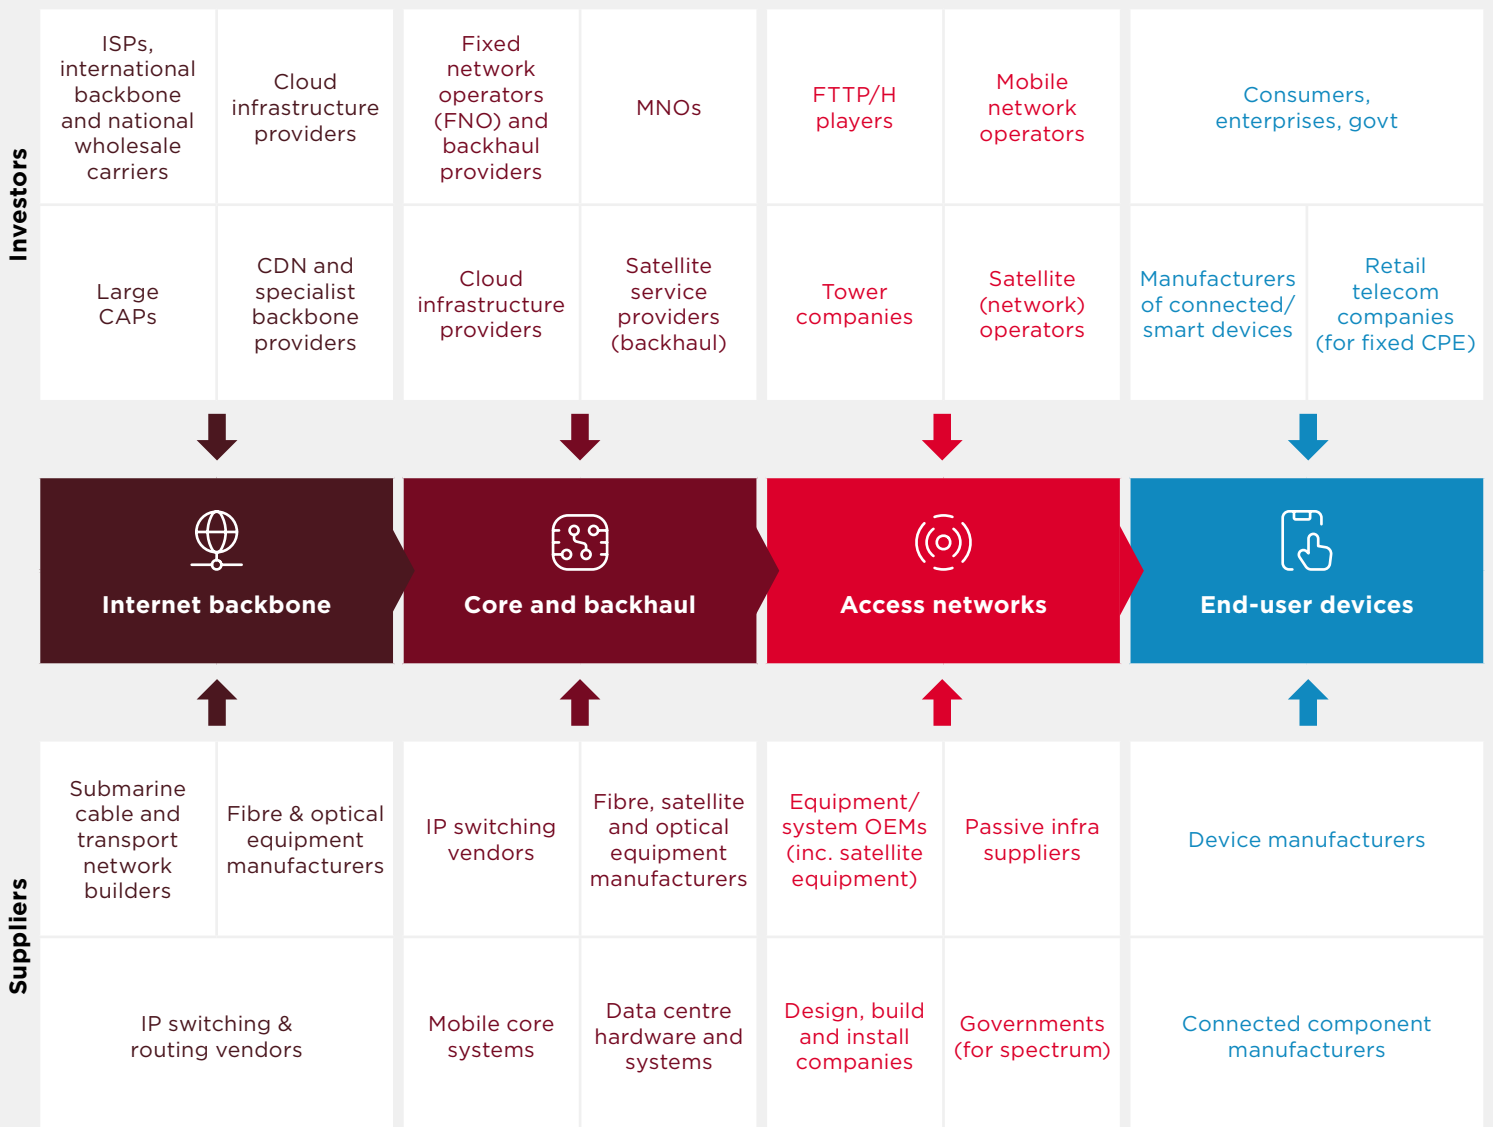 Investors
ISPs,
international
backbone
and national
wholesale
carriers
Cloud
infrastructure
providers
Fixed
network
operators
(FNO) and
backhaul
providers
MNOs
FTTP/H
players
Mobile
network
operators
Consumers,
enterprises, govt
Large
CAPs
CDN and
specialist
backbone
providers
Cloud
infrastructure
providers
Satellite
service
providers
(backhaul)
Tower
companies
Satellite
(network)
operators
Manufacturers
of connected/
smart devices
Retail
telecom
companies
(for fixed CPE)
Internet backbone
Core and backhaul
Access networks
End-user devices
Suppliers
Submarine
cable and
transport
network
builders
Fibre & optical
equipment
manufacturers
IP switching
vendors
Fibre, satellite
and optical
equipment
manufacturers
Equipment/
system OEMs
(inc. satellite
equipment)
Passive infra
suppliers
Device manufacturers
IP switching &
routing vendors
Mobile core
systems
Data centre
hardware and
systems
Design, build
and install
companies
Governments
(for spectrum)
Connected component
manufacturers